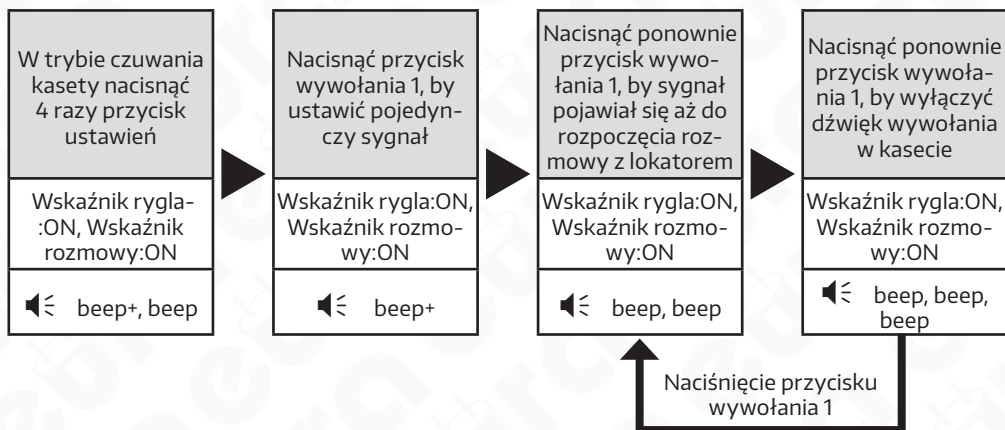 W trybie czuwania
kasety nacisnąć
4 razy przycisk
ustawień
Wskaźnik rygla-
:ON, Wskaźnik
rozmowy:ON
beep+, beep
Nacisnąć przycisk
wywołania 1, by
ustawić pojedyn-
czy sygnał
Wskaźnik rygla:ON,
Wskaźnik rozmo-
wy:ON
beep+
Nacisnąć ponownie
przycisk wywo-
łania 1, by sygnał
pojawiał się aż do
rozpoczęcia roz-
mowy z lokatorem
Wskaźnik rygla:ON,
Wskaźnik rozmo-
wy:ON
beep, beep
Nacisnąć ponownie
przycisk wywoła-
nia 1, by wyłączyć
dźwięk wywołania
w kasecie
Wskaźnik rygla:ON,
Wskaźnik rozmo-
wy:ON
beep, beep,
beep
Naciśnięcie przycisku
wywołania 1